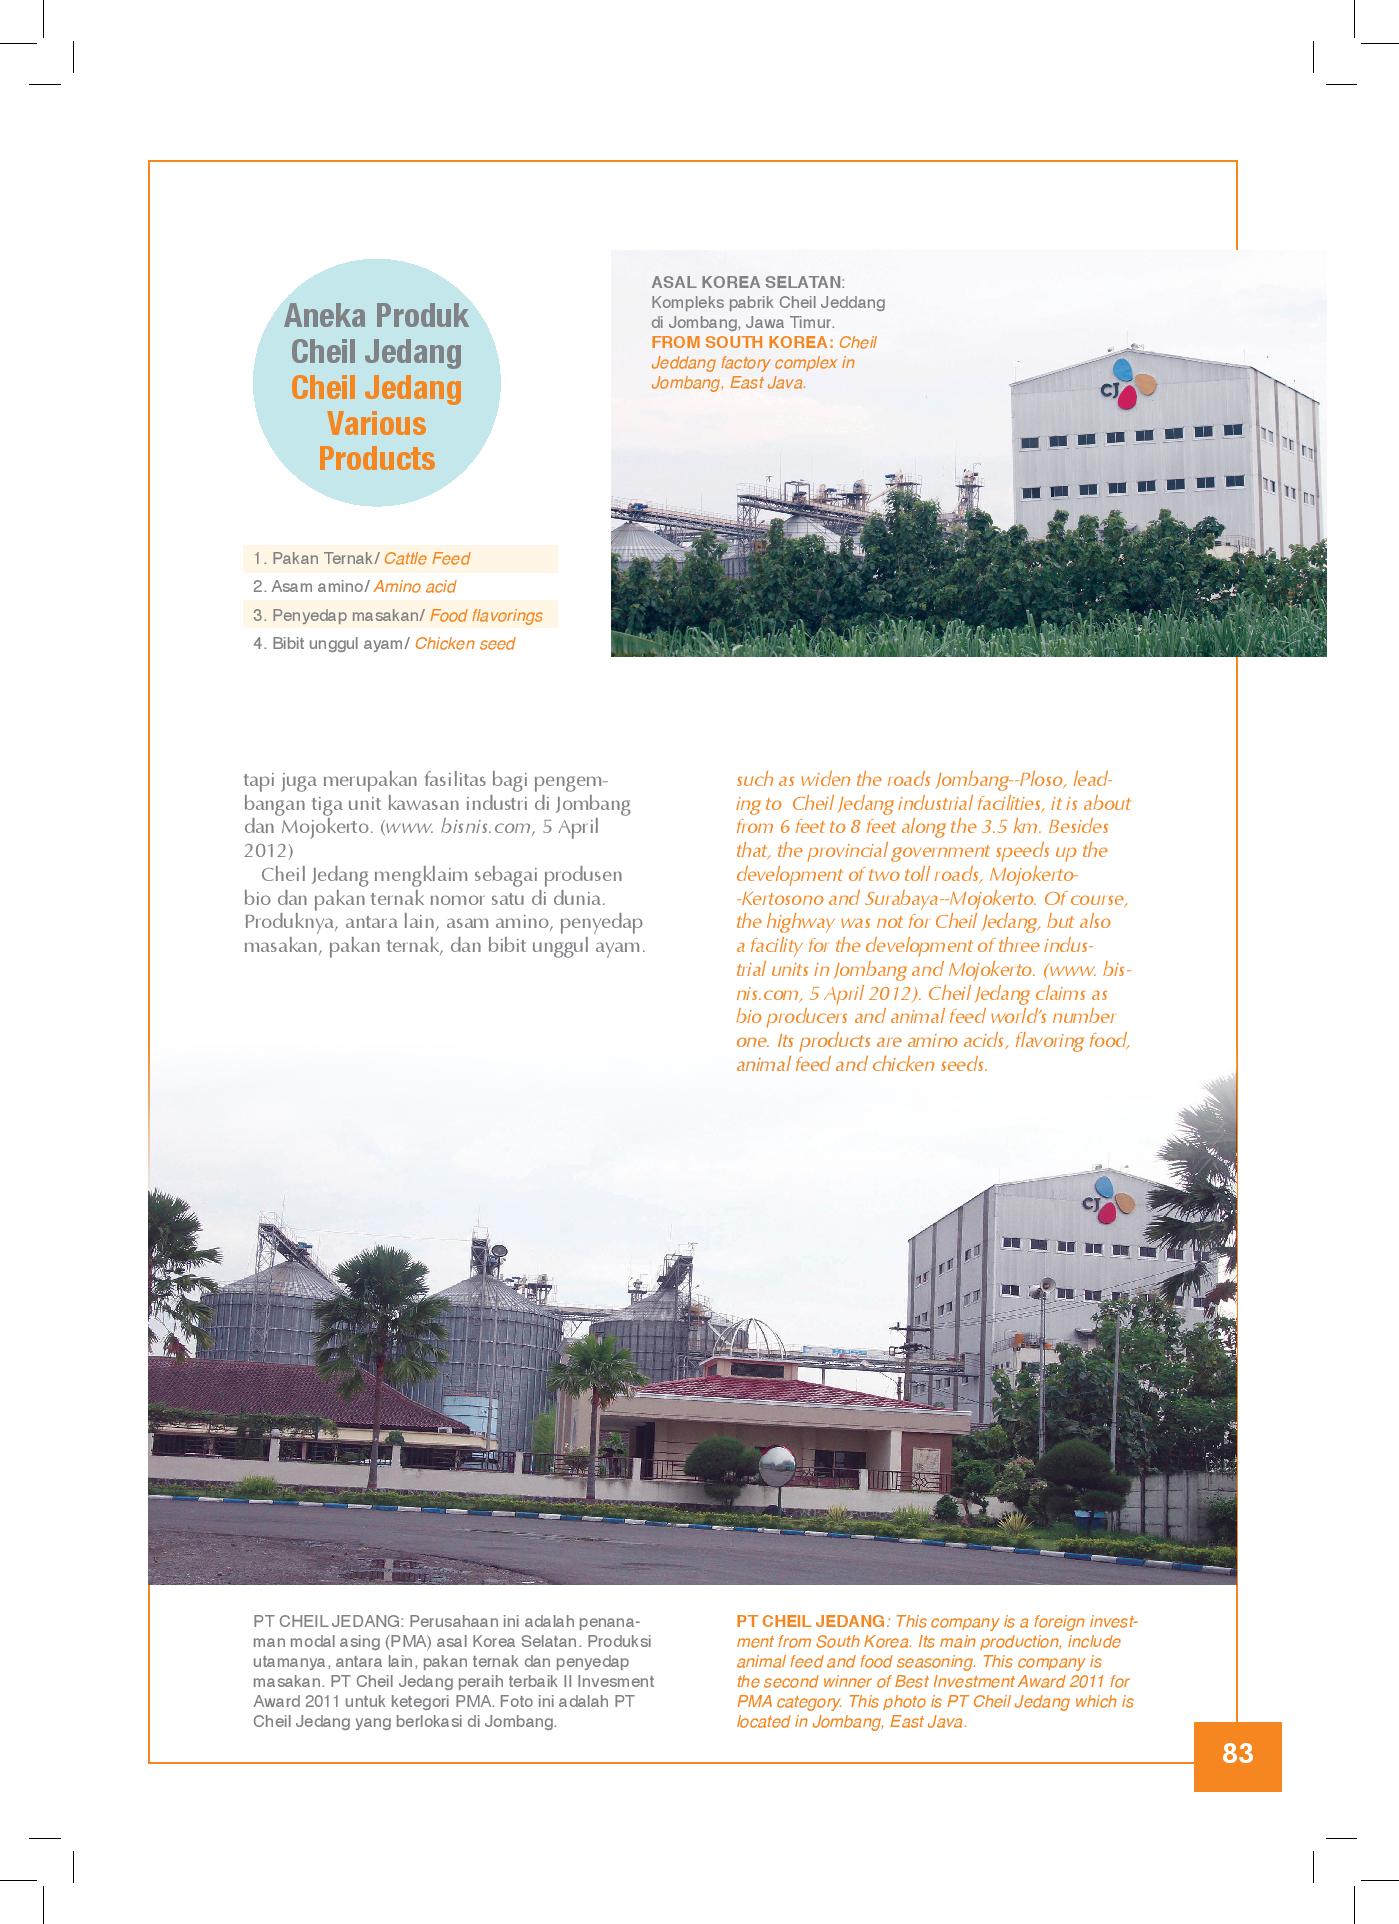 Aneka Produk
Cheil Jedang
Cheil Jedang
Various
Products
ASAL KOREA SELATAN:
Kompleks pabrik Cheil Jeddang
di Jombang, Jawa Timur.
FROM SOUTH KOREA: Cheil
Jeddang factory complex in
Jombang, East Java.
CJ
1. Pakan Ternak/ Cattle Feed
2. Asam amino/ Amino acid
3. Penyedap masakan/ Food flavorings
4. Bibit unggul ayam/ Chicken seed
tapi juga merupakan fasilitas bagi pengem-
bangan tiga unit kawasan industri di Jombang
dan Mojokerto. (www. bisnis.com, 5 April
2012)
Cheil Jedang mengklaim sebagai produsen
bio dan pakan ternak nomor satu di dunia.
Produknya, antara lain, asam amino, penyedap
masakan, pakan ternak, dan bibit unggul ayam.
such as widen the roads Jombang--Ploso, lead-
ing to  Cheil Jedang industrial facilities, it is about
from 6 feet to 8 feet along the 3.5 km. Besides
that, the provincial government speeds up the
development of two toll roads, Mojokerto-
-Kertosono and Surabaya--Mojokerto. Of course,
the highway was not for Cheil Jedang, but also
a facility for the development of three indus-
trial units in Jombang and Mojokerto. (www. bis-
nis.com, 5 April 2012). Cheil Jedang claims as
bio producers and animal feed world's number
one. Its products are amino acids, flavoring food,
animal feed and chicken seeds.
CJ
PT CHEIL JEDANG: Perusahaan ini adalah penana-
man modal asing (PMA) asal Korea Selatan. Produksi
utamanya, antara lain, pakan ternak dan penyedap
masakan. PT Cheil Jedang peraih terbaik II Invesment
Award 2011 untuk ketegori PMA. Foto ini adalah PT
Cheil Jedang yang berlokasi di Jombang.
PT CHEIL JEDANG: This company is a foreign invest-
ment from South Korea. Its main production, include
animal feed and food seasoning. This company is
the second winner of Best Investment Award 2011 for
PMA category. This photo is PT Cheil Jedang which is
located in Jombang, East Java.
83